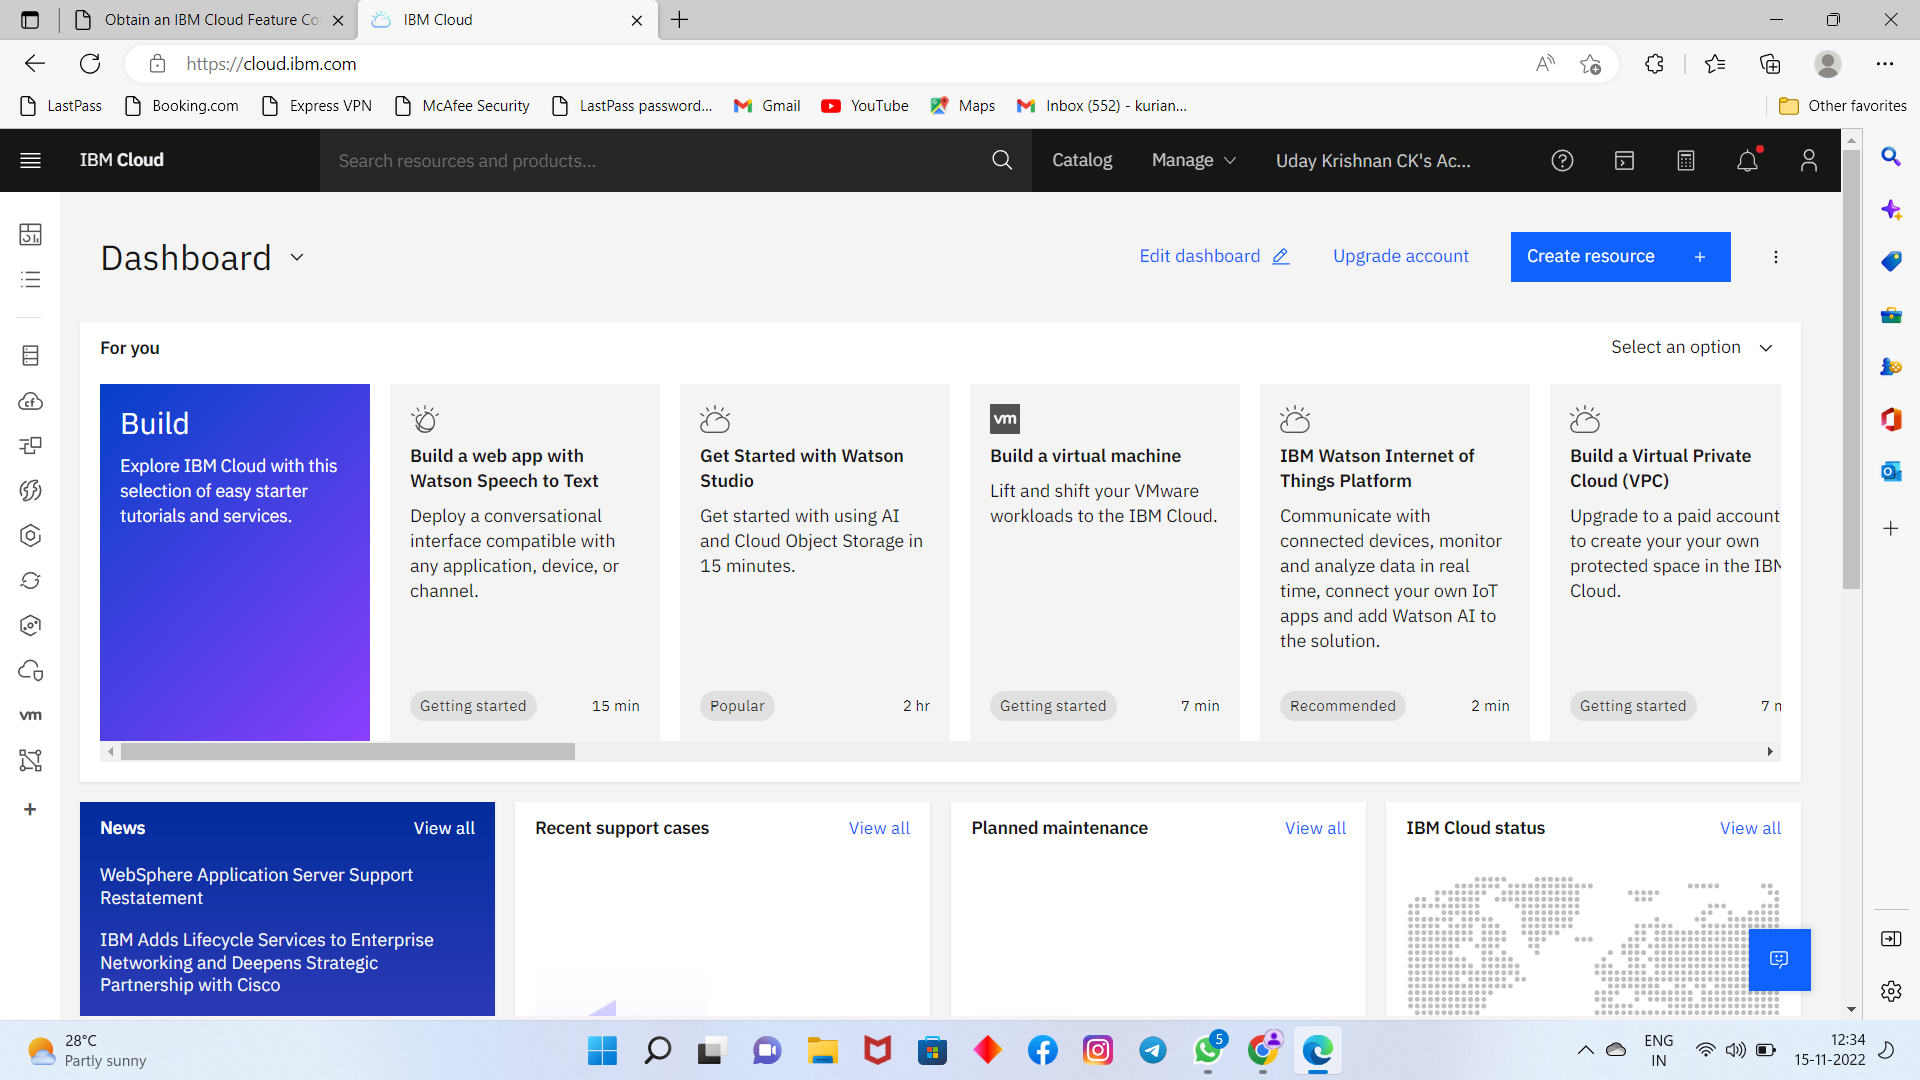 Obtain an IBM Cloud Feature Co
IBM Cloud
https://cloud.ibm.com
LastPass
Booking.com
Express VPN
McAfee Security
LastPass password...
Gmail
YouTube
Maps
Inbox (552) - kurian...
Other favorites
IBM Cloud
Search resources and products...
Catalog
Manage
Uday Krishnan CK's Ac...
Dashboard
Edit dashboard
Upgrade account
Create resource +
For you
Select an option
Build
Explore IBM Cloud with this
selection of easy starter
tutorials and services.
Build a web app with
Watson Speech to Text
Deploy a conversational
interface compatible with
any application, device, or
channel.
Getting started
15 min
Get Started with Watson
Studio
Get started with using AI
and Cloud Object Storage in
15 minutes.
Popular
2 hr
vm
Build a virtual machine
Lift and shift your VMware
workloads to the IBM Cloud.
Getting started
7 min
IBM Watson Internet of
Things Platform
Communicate with
connected devices, monitor
and analyze data in real
time, connect your own IoT
apps and add Watson AI to
the solution.
Recommended
2 min
Build a Virtual Private
Cloud (VPC)
Upgrade to a paid account
to create your your own
protected space in the IBM
Cloud.
Getting started
7 m
vm
News
View all
WebSphere Application Server Support
Restatement
IBM Adds Lifecycle Services to Enterprise
Networking and Deepens Strategic
Partnership with Cisco
Recent support cases
View all
Planned maintenance
View all
IBM Cloud status
View all
28°C
Partly sunny
5
ENG
IN
12:34
15-11-2022